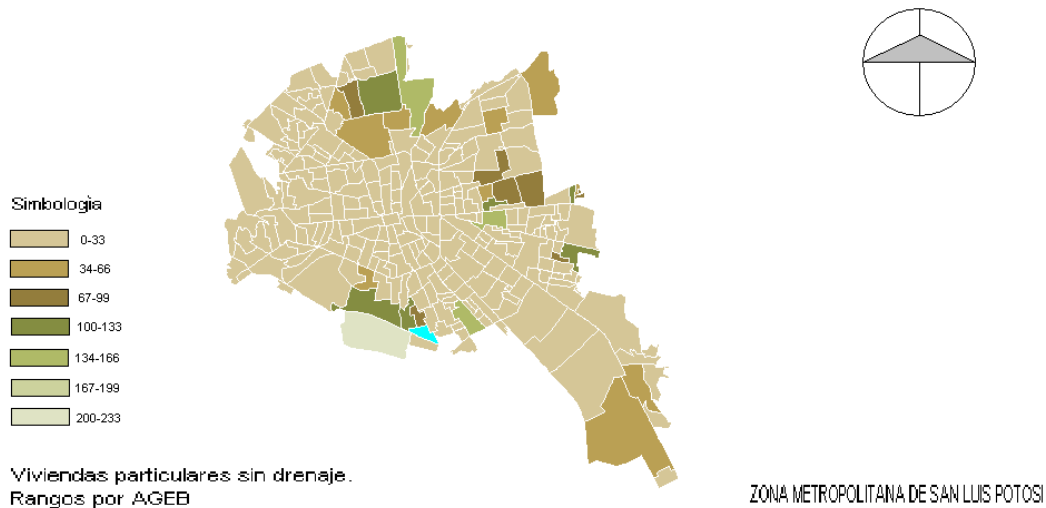 Simbologìa
0-33
34-66
67-99
100-133
134-166
167-199
200-233
Viviendas particulares sin drenaje.
Rangos por AGEB
ZONA METROPOLITANA DE SAN LUIS POTOSI